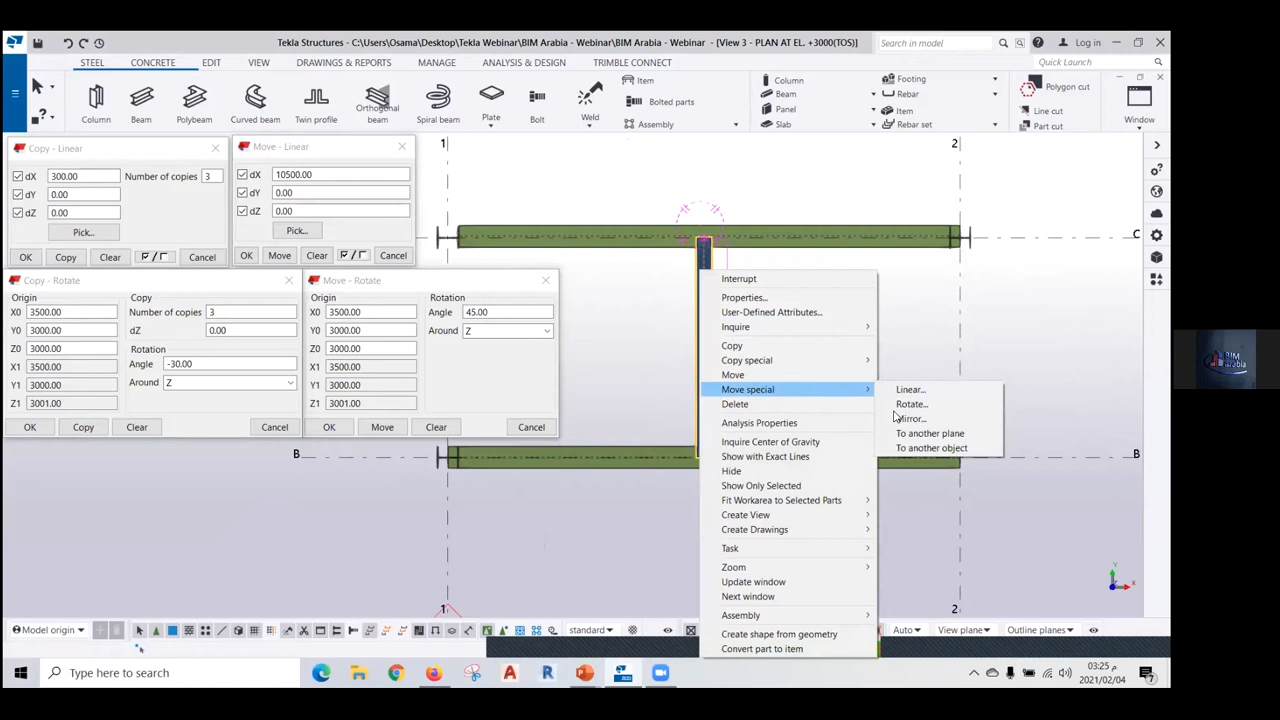 Tekla Structures - C:\Users\Osama\Desktop\Tekla Webinar\BIM Arabia - Webinar\BIM Arabia - Webinar - [View 3 - PLAN AT EL. +3000(TOS)]
Search in model
Log in
STEEL
CONCRETE
EDIT
VIEW
DRAWINGS & REPORTS
MANAGE
ANALYSIS & DESIGN
TRIMBLE CONNECT
Quick Launch
Column
Beam
Polybeam
Curved beam
Twin profile
Orthogonal beam
Spiral beam
Plate
Bolt
Weld
Item
Bolted parts
Assembly
Column
Beam
Panel
Slab
Footing
Rebar
Item
Rebar set
Polygon cut
Line cut
Part cut
Window
Copy - Linear
dX 300.00 Number of copies 3
dY 0.00
dZ 0.00
Pick...
OK Copy Clear Cancel
Move - Linear
dX 10500.00
dY 0.00
dZ 0.00
Pick...
OK Move Clear Cancel
Copy - Rotate
Origin Copy
X0 3500.00 Number of copies 3
Y0 3000.00 dZ 0.00
Z0 3000.00 Rotation
X1 3500.00 Angle -30.00
Y1 3000.00 Around Z
Z1 3001.00
OK Copy Clear Cancel
Move - Rotate
Origin Rotation
X0 3500.00 Angle 45.00
Y0 3000.00 Around Z
Z0 3000.00
X1 3500.00
Y1 3000.00
Z1 3001.00
OK Move Clear Cancel
1
2
C
B
B
1
2
Interrupt
Properties...
User-Defined Attributes...
Inquire
Copy
Copy special
Move
Move special
Delete
Analysis Properties
Inquire Center of Gravity
Show with Exact Lines
Hide
Show Only Selected
Fit Workarea to Selected Parts
Create View
Create Drawings
Task
Zoom
Update window
Next window
Assembly
Create shape from geometry
Convert part to item
Linear...
Rotate...
Mirror...
To another plane
To another object
Y
X
BIM
arabia
Model origin
standard
Auto
View plane
Outline planes
Type here to search
03:25 م
2021/02/04
7